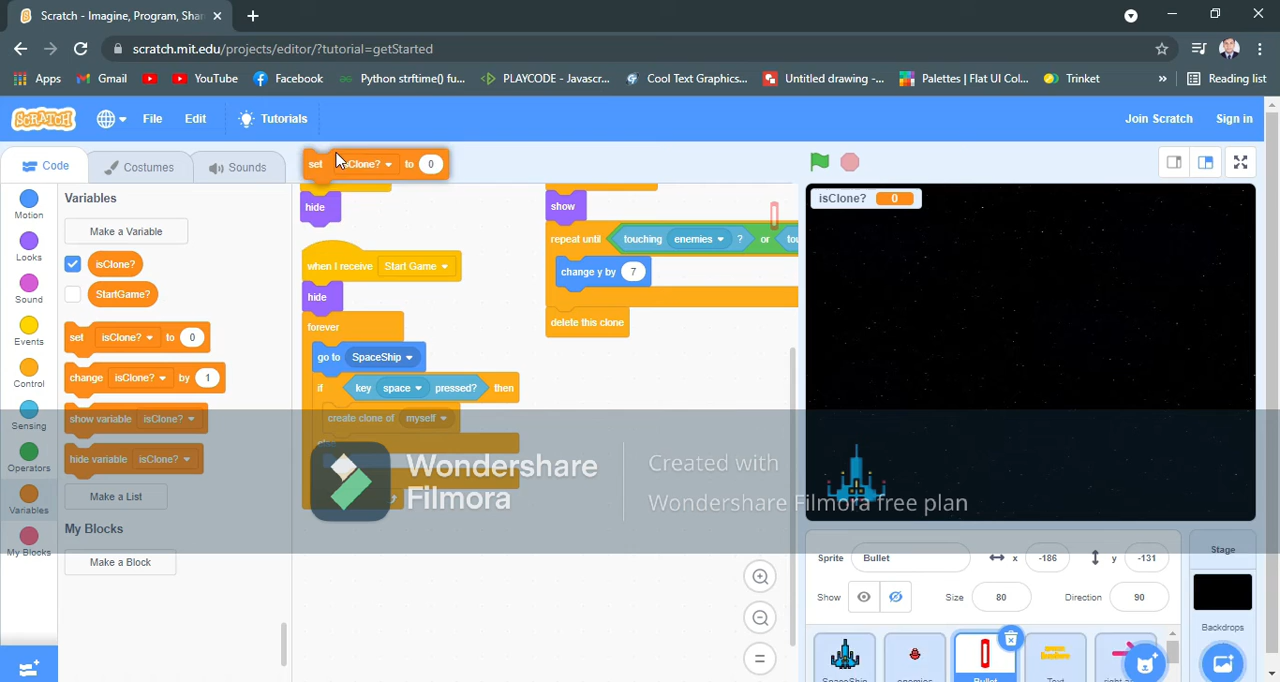 Scratch - Imagine, Program, Shar
scratch.mit.edu/projects/editor/?tutorial=getStarted
Apps Gmail YouTube Facebook Python strftime() fu... PLAYCODE - Javascr... Cool Text Graphics... Untitled drawing -... Palettes | Flat UI Col... Trinket » Reading list
SCRATCH File Edit Tutorials Join Scratch Sign in
Code Costumes Sounds
set isClone? to 0
Motion
Looks
Sound
Events
Control
Sensing
Operators
Variables
My Blocks
Variables
Make a Variable
isClone?
StartGame?
set isClone? to 0
change isClone? by 1
show variable isClone?
hide variable isClone?
Make a List
My Blocks
Make a Block
hide
when I receive Start Game
hide
forever
go to SpaceShip
if key space pressed? then
create clone of myself
show
repeat until touching enemies ? or
change y by 7
delete this clone
isClone? 0
Wondershare
Filmora
Created with
Wondershare Filmora free plan
Sprite Bullet x -186 y -131
Show Size 80 Direction 90
Stage
Backdrops
SpaceShip enemies Bullet Text right